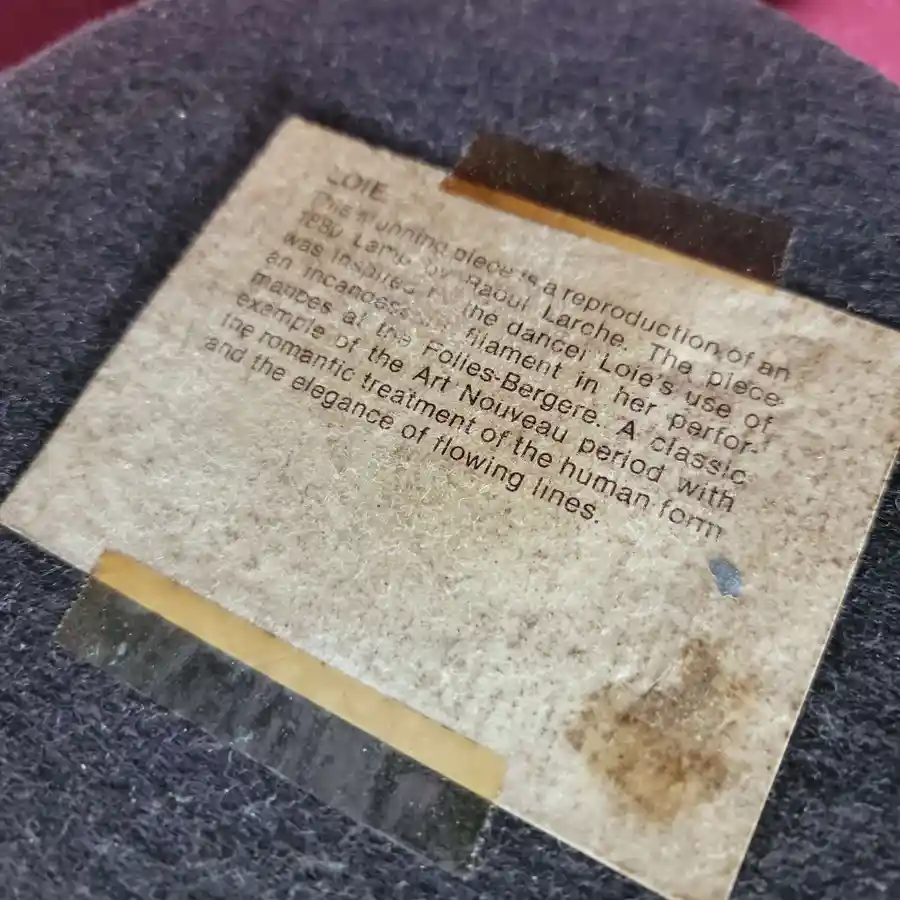 LOIE
This stunning piece is a reproduction of an
Lamp by Raoul Larche. The piece
was inspired by the dancer Loie's use of
an incandescent filament in her perfor-
mances at the Folies-Bergere. A classic
example of the Art Nouveau period with
the romantic treatment of the human form
and the elegance of flowing lines.